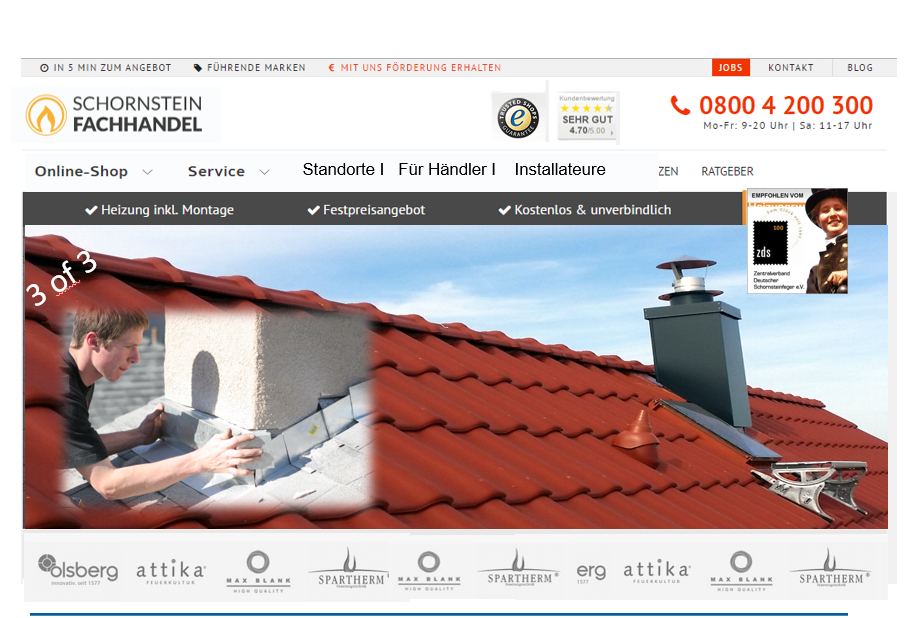 IN 5 MIN ZUM ANGEBOT FÜHRENDE MARKEN € MIT UNS FÖRDERUNG ERHALTEN JOBS KONTAKT BLOG
SCHORNSTEIN
FACHHANDEL
TRUSTED SHOPS
GUARANTEE
Kundenbewertung
SEHR GUT
4.70/5.00
0800 4 200 300
Mo-Fr: 9-20 Uhr | Sa: 11-17 Uhr
Online-Shop Service Standorte I Für Händler I Installateure ZEN RATGEBER
Heizung inkl. Montage Festpreisangebot Kostenlos & unverbindlich
EMPFOHLEN VOM
100
zds
Zentralverband
Deutscher
Schornsteinfeger e.V.
3 of 3
olsberg
innovativ. seit 1577
attika
FEUERKULTUR
MAX BLANK
HIGH QUALITY
SPARTHERM
MAX BLANK
HIGH QUALITY
SPARTHERM®
erg
1577
attika
FEUERKULTUR
MAX BLANK
HIGH QUALITY
SPARTHERM®